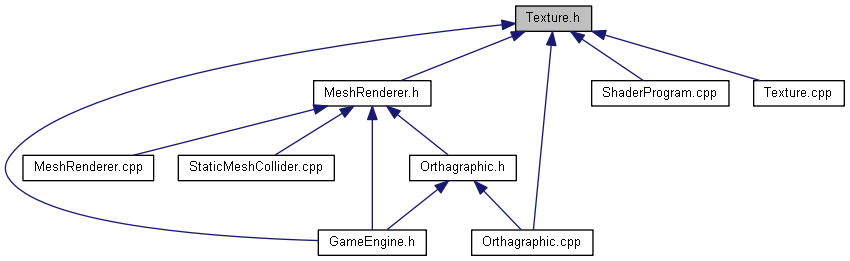 Texture.h
MeshRenderer.h
ShaderProgram.cpp
Texture.cpp
MeshRenderer.cpp
StaticMeshCollider.cpp
Orthagraphic.h
GameEngine.h
Orthagraphic.cpp